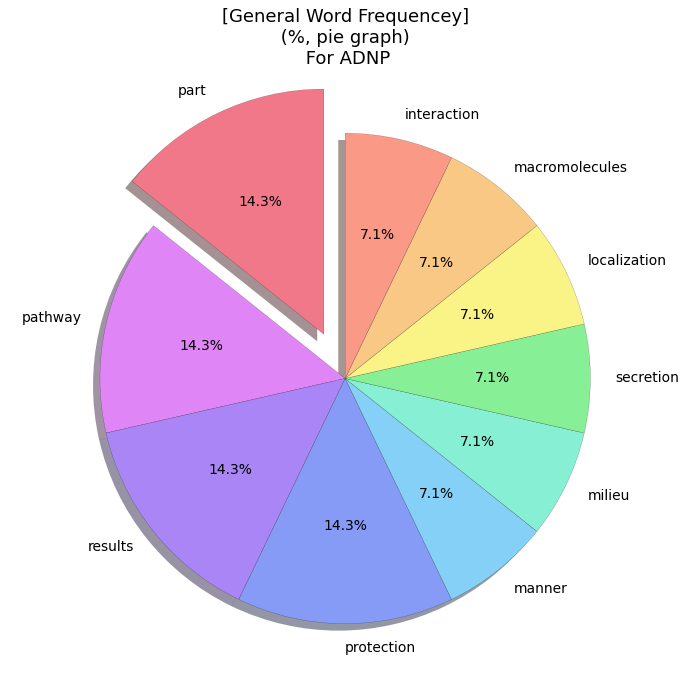 [General Word Frequencey]
(%, pie graph)
For ADNP
part
interaction
macromolecules
localization
secretion
milieu
manner
protection
results
pathway
14.3%
7.1%
7.1%
7.1%
7.1%
7.1%
7.1%
14.3%
14.3%
14.3%